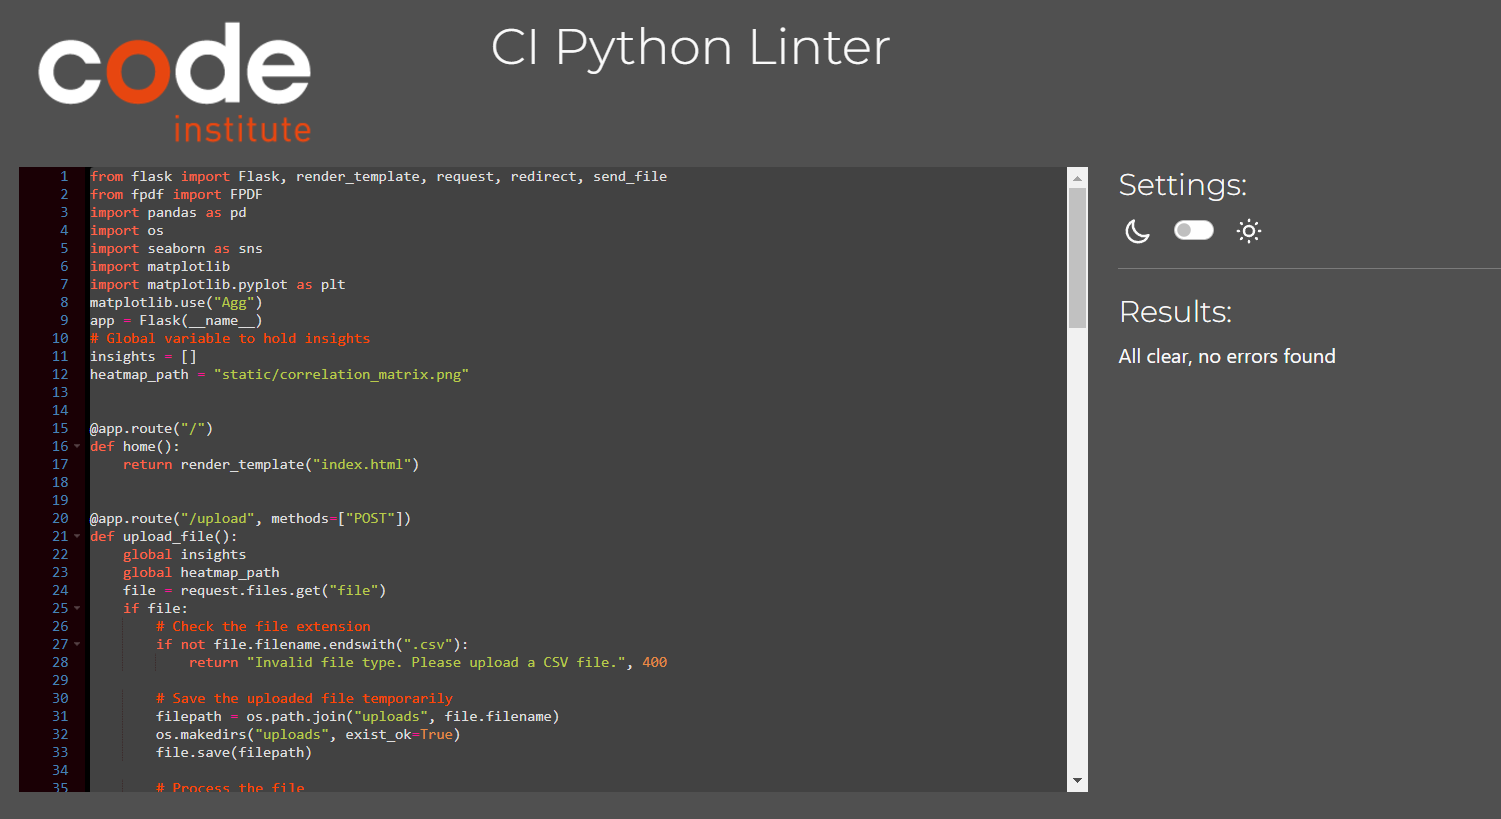 code
institute
CI Python Linter
1 from flask import Flask, render_template, request, redirect, send_file
2 from fpdf import FPDF
3 import pandas as pd
4 import os
5 import seaborn as sns
6 import matplotlib
7 import matplotlib.pyplot as plt
8 matplotlib.use("Agg")
9 app = Flask(__name__)
10 # Global variable to hold insights
11 insights = []
12 heatmap_path = "static/correlation_matrix.png"
13
14
15 @app.route("/")
16 def home():
17     return render_template("index.html")
18
19
20 @app.route("/upload", methods=["POST"])
21 def upload_file():
22     global insights
23     global heatmap_path
24     file = request.files.get("file")
25     if file:
26         # Check the file extension
27         if not file.filename.endswith(".csv"):
28             return "Invalid file type. Please upload a CSV file.", 400
29
30         # Save the uploaded file temporarily
31         filepath = os.path.join("uploads", file.filename)
32         os.makedirs("uploads", exist_ok=True)
33         file.save(filepath)
34
35         # Process the file
Settings:
Results:
All clear, no errors found